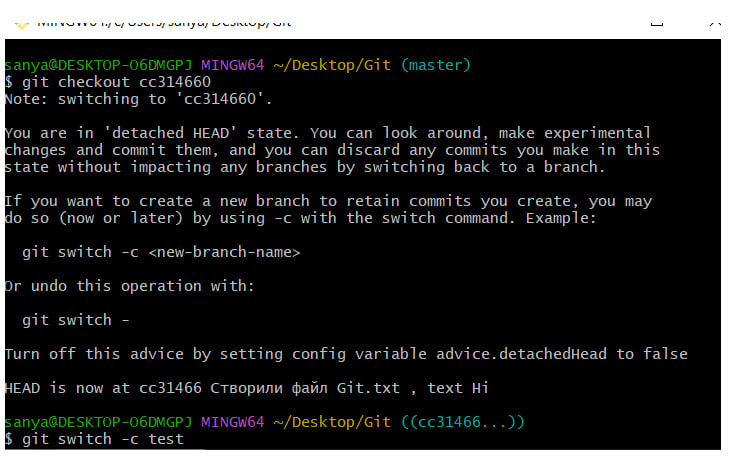 MINGW64:/c/Users/sanya/Desktop/Git
sanya@DESKTOP-O6DMGPJ MINGW64 ~/Desktop/Git (master)
$ git checkout cc314660
Note: switching to 'cc314660'.
You are in 'detached HEAD' state. You can look around, make experimental
changes and commit them, and you can discard any commits you make in this
state without impacting any branches by switching back to a branch.
If you want to create a new branch to retain commits you create, you may
do so (now or later) by using -c with the switch command. Example:
git switch -c <new-branch-name>
Or undo this operation with:
git switch -
Turn off this advice by setting config variable advice.detachedHead to false
HEAD is now at cc31466 Створили файл Git.txt , text Hi
sanya@DESKTOP-O6DMGPJ MINGW64 ~/Desktop/Git ((cc31466...))
$ git switch -c test